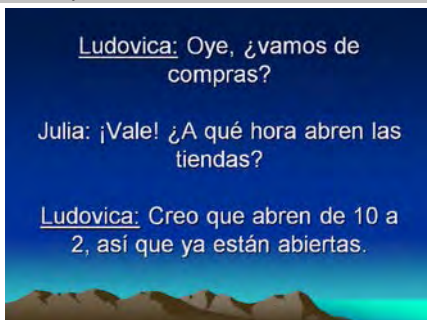 Ludovica: Oye, ¿vamos de
compras?
Julia: ¡Vale! ¿A qué hora abren las
tiendas?
Ludovica: Creo que abren de 10 a
2, así que ya están abiertas.